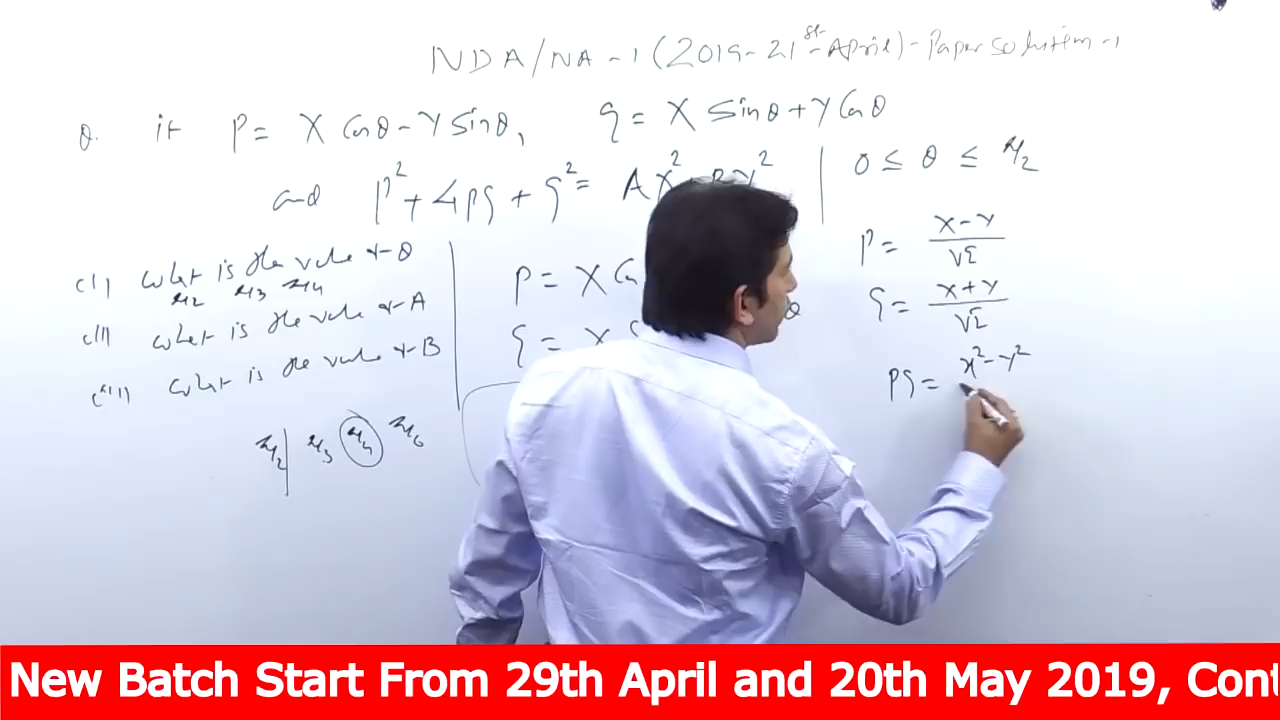 NDA/NA-1 (2019-21st-April)-Paper Solution-1
Q. if P = X Cosθ - Y Sinθ, q = X Sinθ + Y Cosθ
and P² + 4Pq + q² = AX² + BY²
0 ≤ θ ≤ π/2
(i) What is the value of θ
π/2 π/3 π/4
(ii) What is the value of A
(iii) What is the value of B
π/2 π/3 π/4 π/6
P = X Co
q = X S
θ
P = X-Y/√2
q = X+Y/√2
Pq = X²-Y²
New Batch Start From 29th April and 20th May 2019, Cont